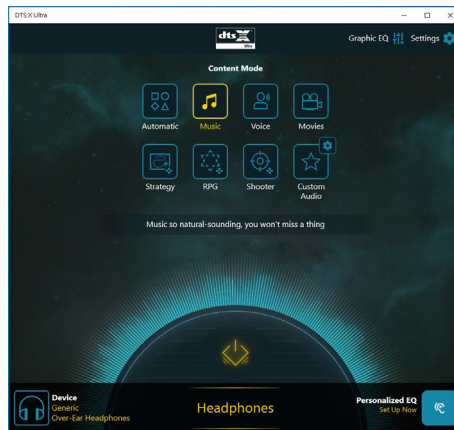 DTS:X Ultra
dts X
Ultra
Graphic EQ
Settings
Content Mode
Automatic
Music
Voice
Movies
Strategy
RPG
Shooter
Custom
Audio
Music so natural-sounding, you won't miss a thing
Device
Generic
Over-Ear Headphones
Headphones
Personalized EQ
Set Up Now